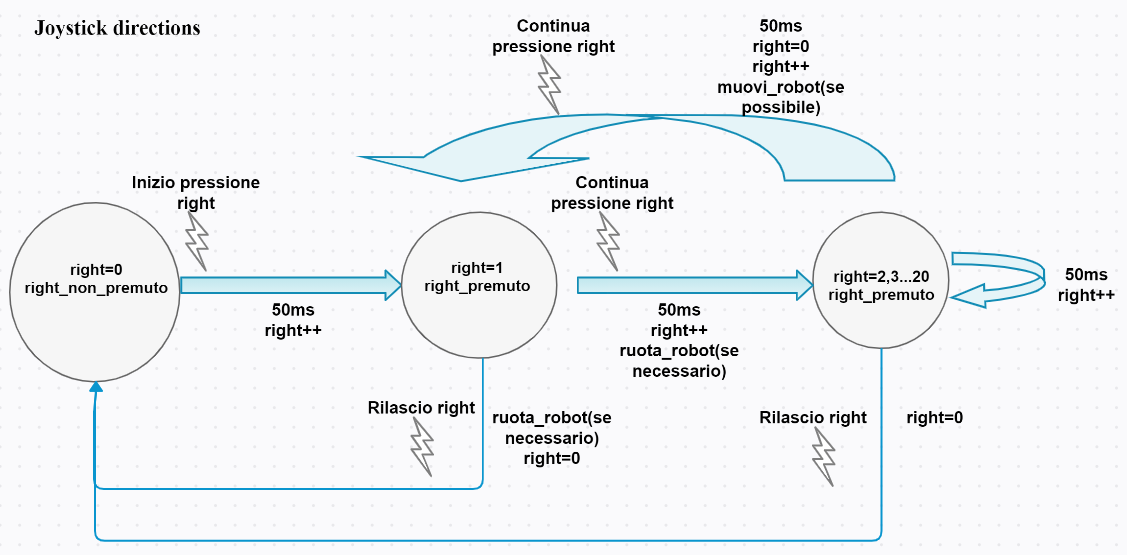 Joystick directions
Continua
pressione right
50ms
right=0
right++
muovi_robot(se
possibile)
Inizio pressione
right
Continua
pressione right
right=0
right_non_premuto
right=1
right_premuto
right=2,3...20
right_premuto
50ms
right++
50ms
right++
50ms
right++
ruota_robot(se
necessario)
Rilascio right
ruota_robot(se
necessario)
right=0
Rilascio right
right=0